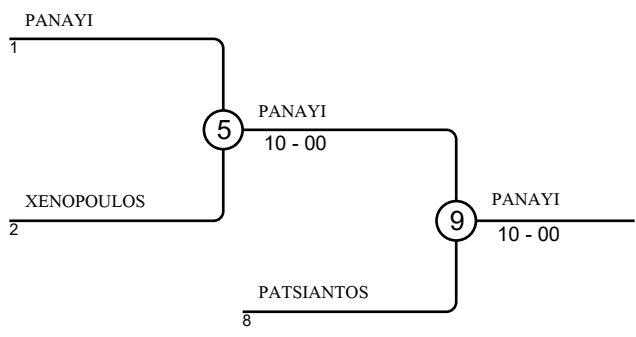 PANAYI
1
5
PANAYI
10 - 00
XENOPOULOS
2
9
PANAYI
10 - 00
PATSIANTOS
8